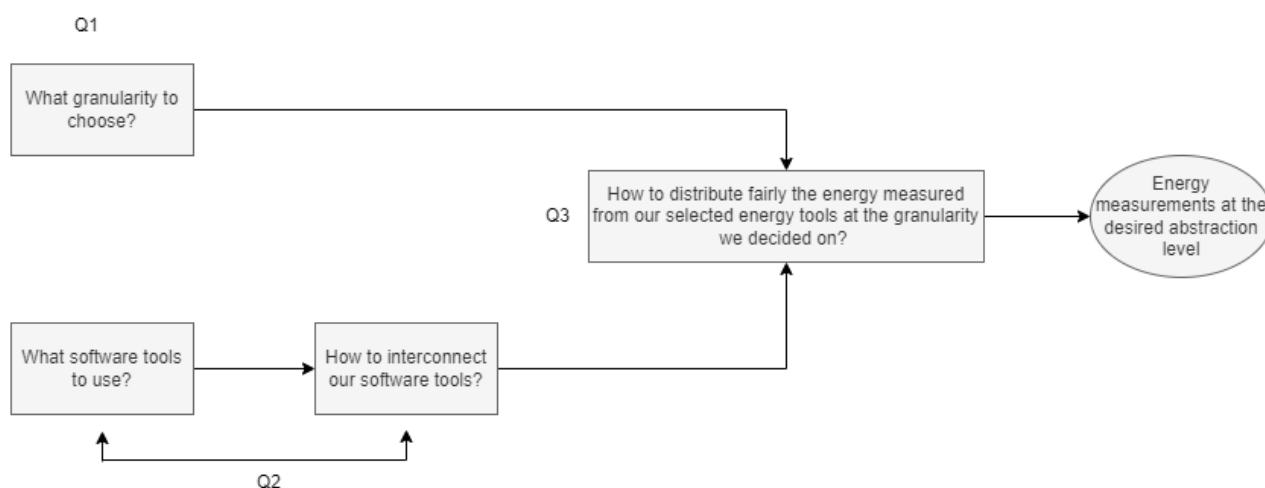 Q1
What granularity to
choose?
How to distribute fairly the energy measured
from our selected energy tools at the granularity
we decided on?
Q3
Energy
measurements at the
desired abstraction
level
What software tools
to use?
How to interconnect
our software tools?
Q2